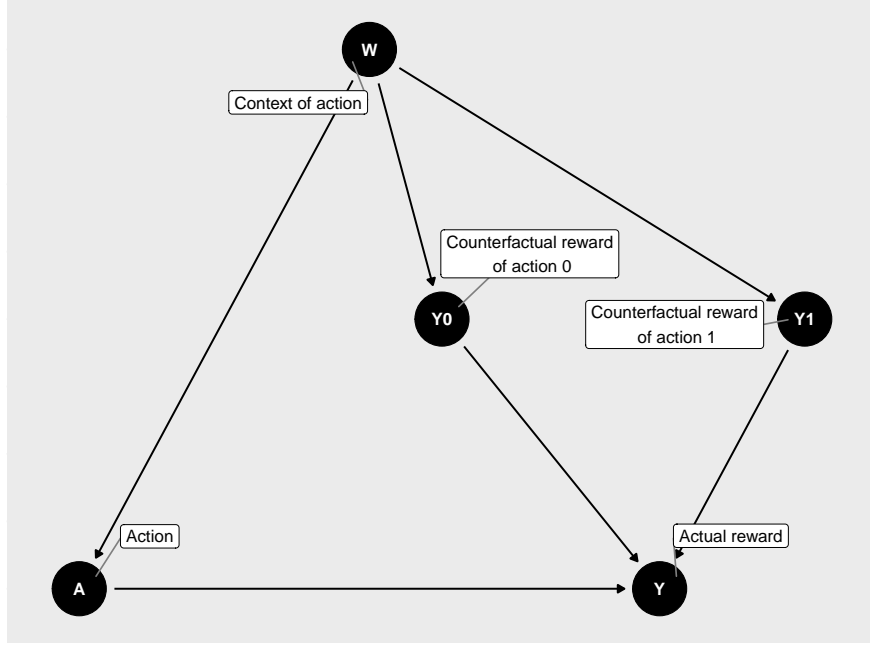 W
Context of action
Counterfactual reward
of action 0
Y0
Counterfactual reward
of action 1
Y1
Action
Actual reward
A
Y